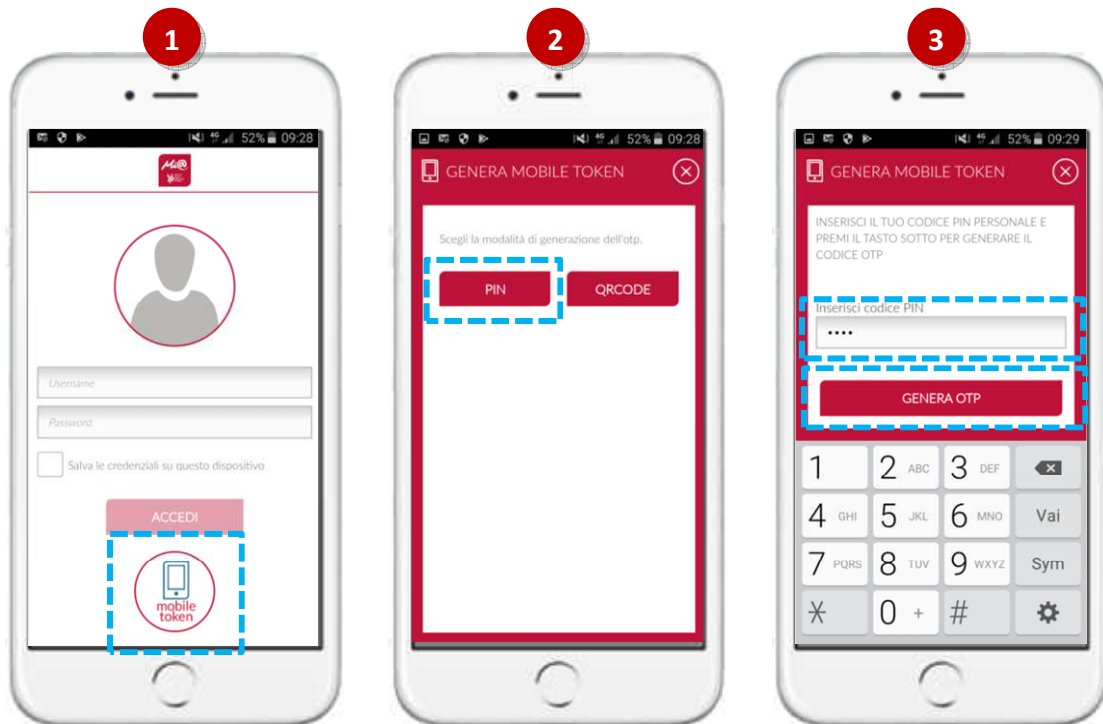 1
09:28
52%
4G
Mi@
Username
Password
Salva le credenziali su questo dispositivo
ACCEDI
mobile
token
2
52% 09:28
4G
GENERA MOBILE TOKEN
Scegli la modalità di generazione dell'otp.
PIN QRCODE
3
52% 09:29
4G
GENERA MOBILE TOKEN
INSERISCI IL TUO CODICE PIN PERSONALE E
PREMI IL TASTO SOTTO PER GENERARE IL
CODICE OTP
Inserisci codice PIN
••••
GENERA OTP
1 2 ABC 3 DEF
4 GHI 5 JKL 6 MNO Vai
7 PQRS 8 TUV 9 WXYZ Sym
* 0 + #